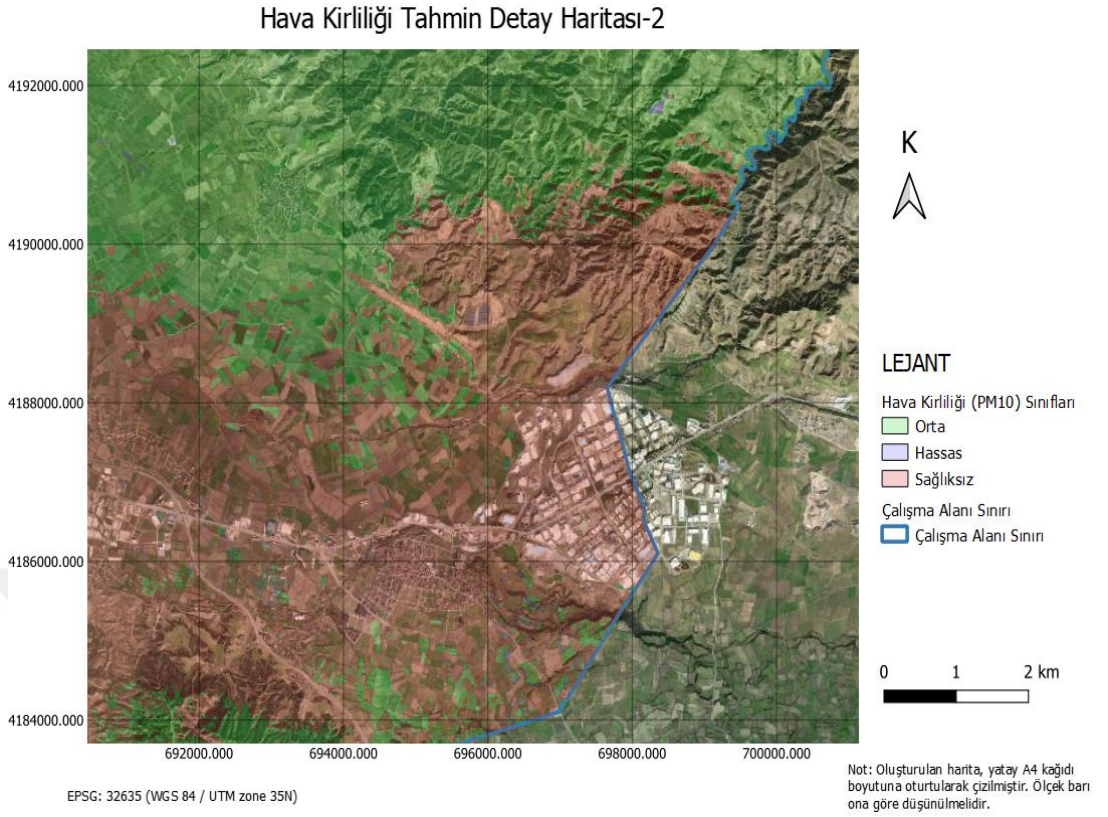 Hava Kirliliği Tahmin Detay Haritası-2
4192000.000
4190000.000
4188000.000
4186000.000
4184000.000
692000.000
694000.000
696000.000
698000.000
700000.000
K
LEJANT
Hava Kirliliği (PM10) Sınıfları
Orta
Hassas
Sağlıksız
Çalışma Alanı Sınırı
Çalışma Alanı Sınırı
0 1 2 km
EPSG: 32635 (WGS 84 / UTM zone 35N)
Not: Oluşturulan harita, yatay A4 kağıdı
boyutuna oturtularak çizilmiştir. Ölçek barı
ona göre düşünülmelidir.